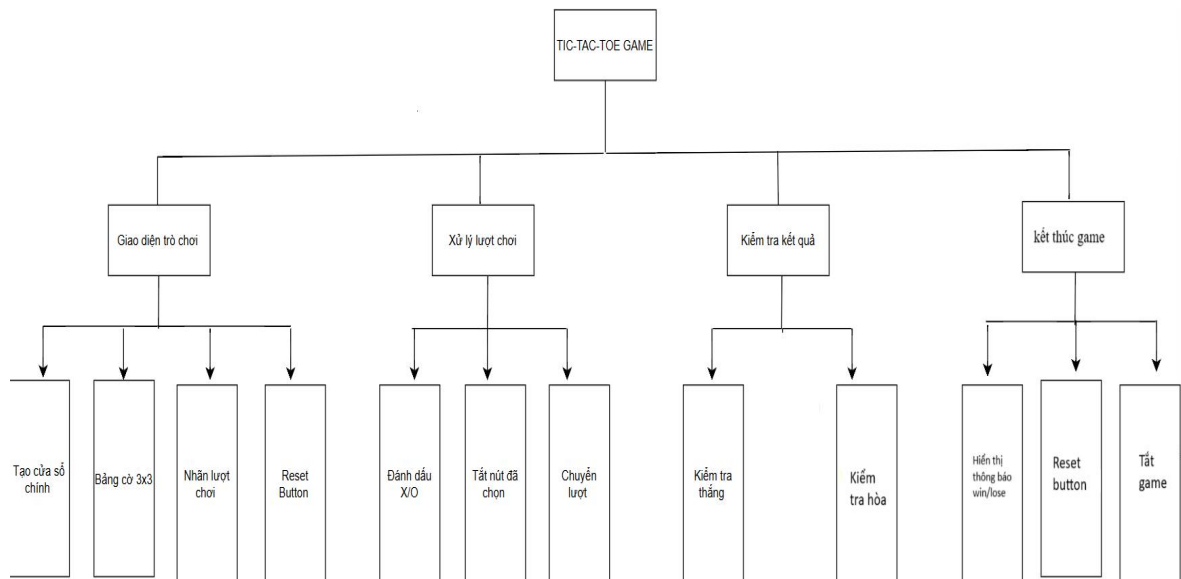 TIC-TAC-TOE GAME
Giao diện trò chơi
Xử lý lượt chơi
Kiểm tra kết quả
kết thúc game
Tạo cửa sổ
chính
Bảng cờ 3x3
Nhãn lượt
chơi
Reset
Button
Đánh dấu
X/O
Tắt nút đã
chọn
Chuyển
lượt
Kiểm tra
thắng
Kiểm
tra hòa
Hiển thị
thông báo
win/lose
Reset
button
Tắt
game